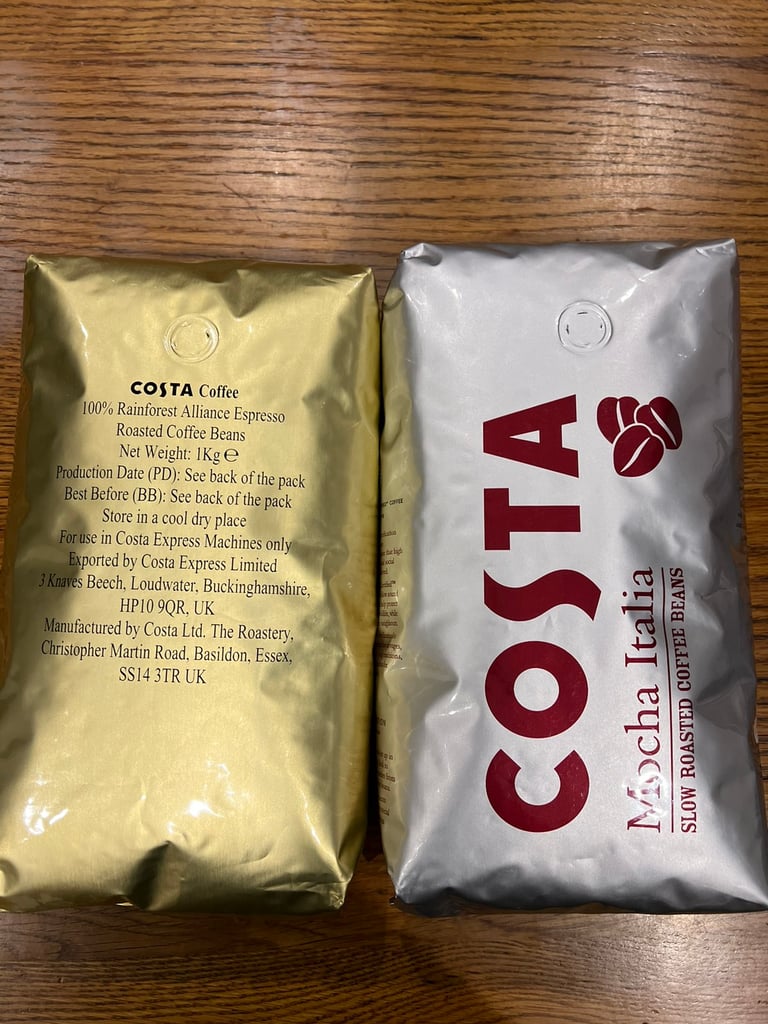 COSTA Coffee
100% Rainforest Alliance Espresso
Roasted Coffee Beans
Net Weight: 1Kg ℮
Production Date (PD): See back of the pack
Best Before (BB): See back of the pack
Store in a cool dry place
For use in Costa Express Machines only
Exported by Costa Express Limited
3 Knaves Beech, Loudwater, Buckinghamshire,
HP10 9QR, UK
Manufactured by Costa Ltd. The Roastery,
Christopher Martin Road, Basildon, Essex,
SS14 3TR UK
COSTA
Mocha Italia
SLOW ROASTED COFFEE BEANS